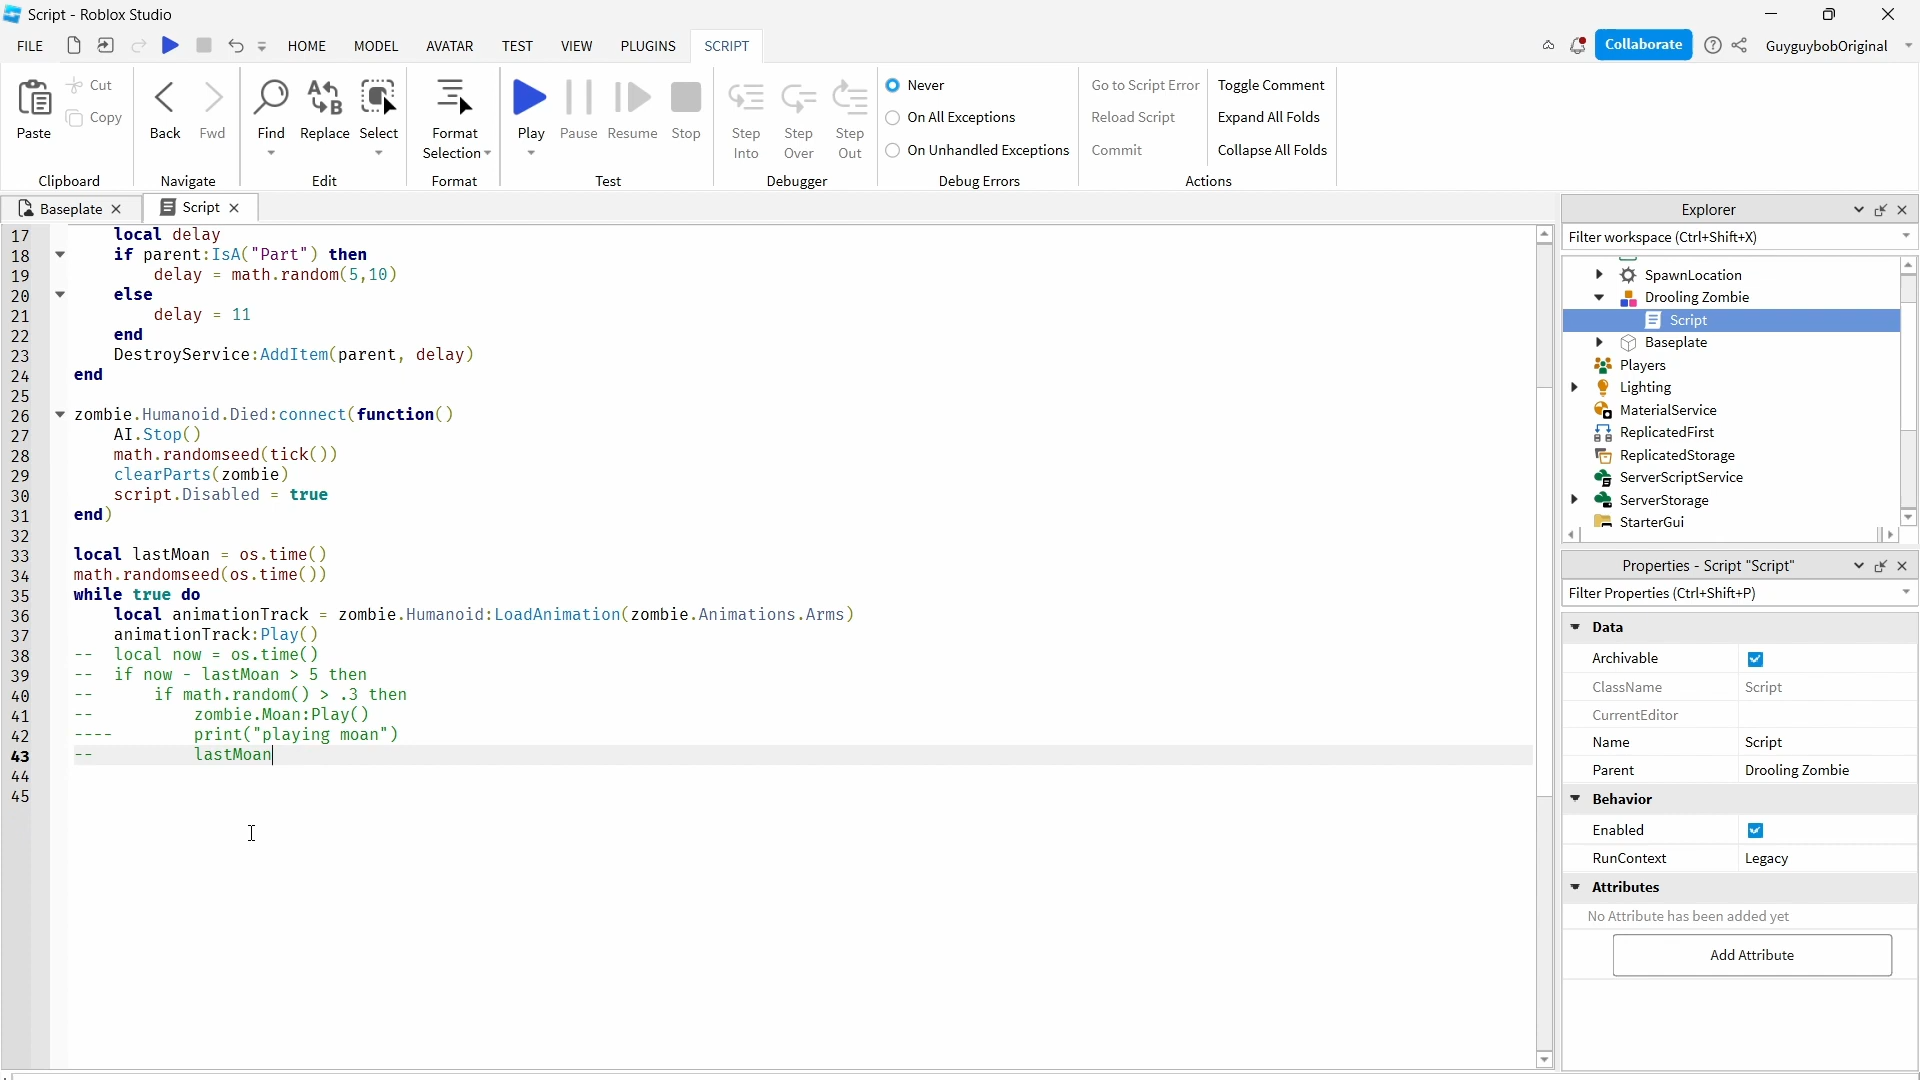 Script - Roblox Studio
FILE HOME MODEL AVATAR TEST VIEW PLUGINS SCRIPT Collaborate GuyguybobOriginal
Paste Cut Copy
Clipboard
Back Fwd
Navigate
Find Replace Select
Edit
Format Selection
Format
Play Pause Resume Stop
Test
Step Into Step Over Step Out
Debugger
Never
On All Exceptions
On Unhandled Exceptions
Debug Errors
Go to Script Error
Reload Script
Commit
Toggle Comment
Expand All Folds
Collapse All Folds
Actions
Baseplate Script
17 local delay
18 if parent:IsA("Part") then
19 delay = math.random(5,10)
20 else
21 delay = 11
22 end
23 DestroyService:AddItem(parent, delay)
24 end
25
26 zombie.Humanoid.Died:connect(function()
27 AI.Stop()
28 math.randomseed(tick())
29 clearParts(zombie)
30 script.Disabled = true
31 end)
32
33 local lastMoan = os.time()
34 math.randomseed(os.time())
35 while true do
36 local animationTrack = zombie.Humanoid:LoadAnimation(zombie.Animations.Arms)
37 animationTrack:Play()
38 -- local now = os.time()
39 -- if now - lastMoan > 5 then
40 -- if math.random() > .3 then
41 -- zombie.Moan:Play()
42 ---- print("playing moan")
43 -- lastMoan
44
45
Explorer
Filter workspace (Ctrl+Shift+X)
SpawnLocation
Drooling Zombie
Script
Baseplate
Players
Lighting
MaterialService
ReplicatedFirst
ReplicatedStorage
ServerScriptService
ServerStorage
StarterGui
Properties - Script "Script"
Filter Properties (Ctrl+Shift+P)
Data
Archivable
ClassName Script
CurrentEditor
Name Script
Parent Drooling Zombie
Behavior
Enabled
RunContext Legacy
Attributes
No Attribute has been added yet
Add Attribute